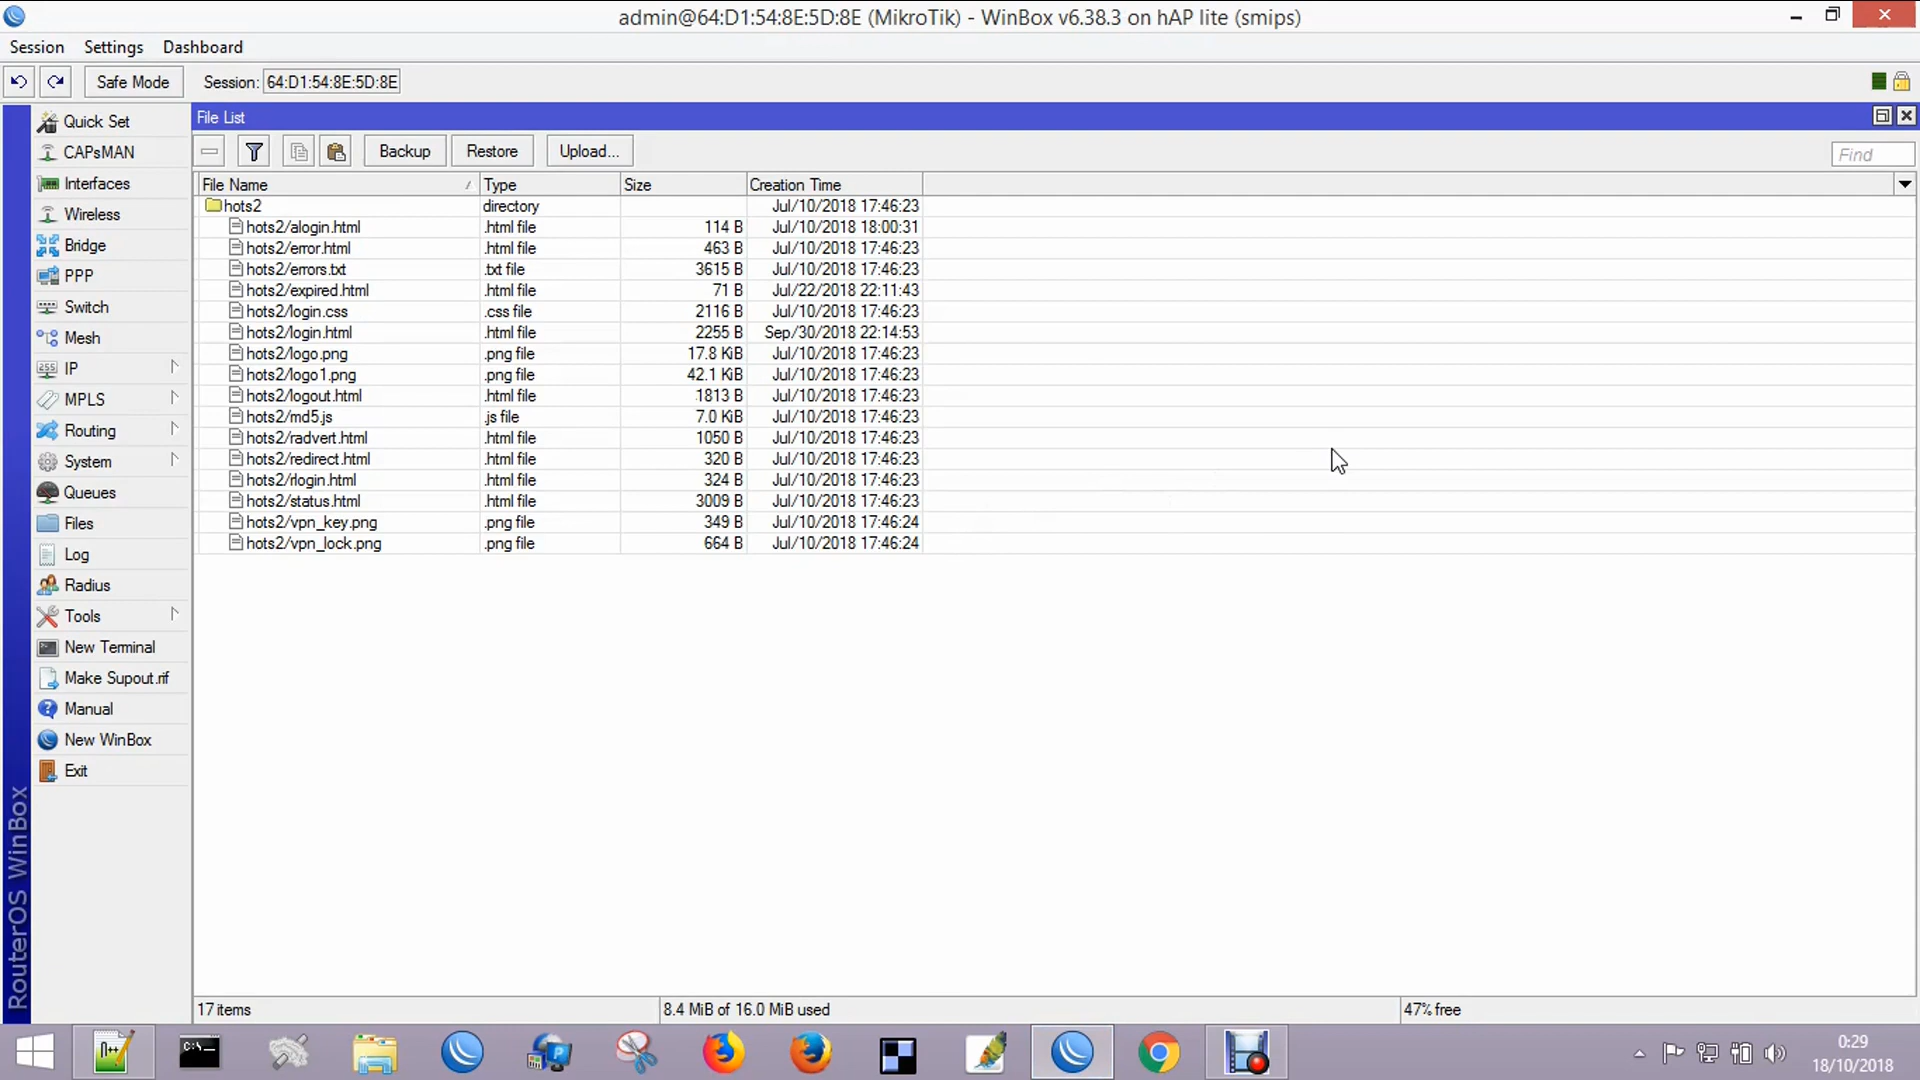 admin@64:D1:54:8E:5D:8E (MikroTik) - WinBox v6.38.3 on hAP lite (smips)
Session Settings Dashboard
Safe Mode Session: 64:D1:54:8E:5D:8E
Quick Set
CAPsMAN
Interfaces
Wireless
Bridge
PPP
Switch
Mesh
IP
MPLS
Routing
System
Queues
Files
Log
Radius
Tools
New Terminal
Make Supout.rif
Manual
New WinBox
Exit
RouterOS WinBox
File List
Backup Restore Upload... Find
File Name Type Size Creation Time
hots2 directory Jul/10/2018 17:46:23
hots2/alogin.html .html file 114 B Jul/10/2018 18:00:31
hots2/error.html .html file 463 B Jul/10/2018 17:46:23
hots2/errors.txt .txt file 3615 B Jul/10/2018 17:46:23
hots2/expired.html .html file 71 B Jul/22/2018 22:11:43
hots2/login.css .css file 2116 B Jul/10/2018 17:46:23
hots2/login.html .html file 2255 B Sep/30/2018 22:14:53
hots2/logo.png .png file 17.8 KiB Jul/10/2018 17:46:23
hots2/logo1.png .png file 42.1 KiB Jul/10/2018 17:46:23
hots2/logout.html .html file 1813 B Jul/10/2018 17:46:23
hots2/md5.js .js file 7.0 KiB Jul/10/2018 17:46:23
hots2/radvert.html .html file 1050 B Jul/10/2018 17:46:23
hots2/redirect.html .html file 320 B Jul/10/2018 17:46:23
hots2/rlogin.html .html file 324 B Jul/10/2018 17:46:23
hots2/status.html .html file 3009 B Jul/10/2018 17:46:23
hots2/vpn_key.png .png file 349 B Jul/10/2018 17:46:24
hots2/vpn_lock.png .png file 664 B Jul/10/2018 17:46:24
17 items 8.4 MiB of 16.0 MiB used 47% free
0:29
18/10/2018